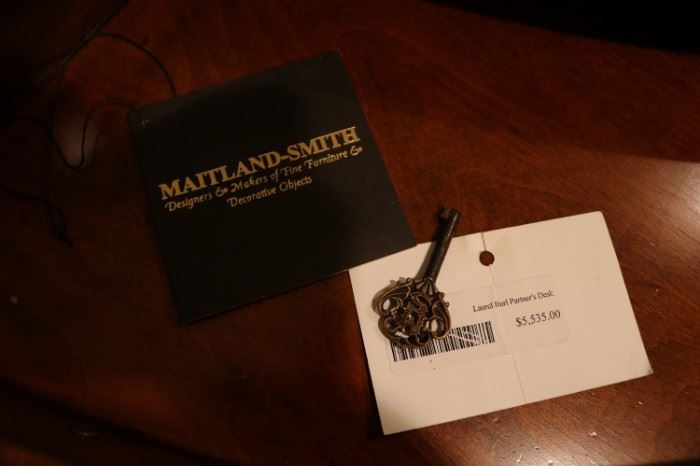 MAITLAND-SMITH
Designers & Makers of Fine Furniture &
Decorative Objects
Laurel Burl Partner's Desk
$5,535.00